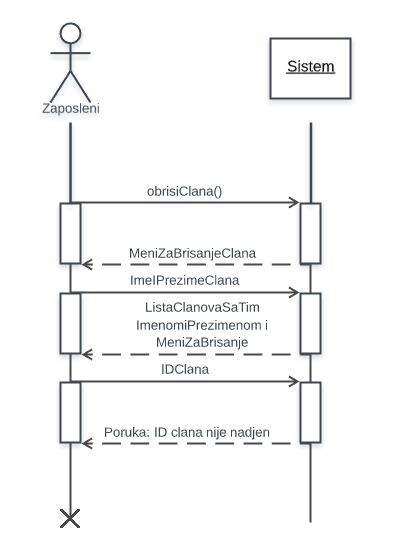 Zaposleni
Sistem
obrisiClana()
MeniZaBrisanjeClana
ImeIPrezimeClana
ListaClanovaSaTim
ImenomiPrezimenom i
MeniZaBrisanje
IDClana
Poruka: ID clana nije nadjen